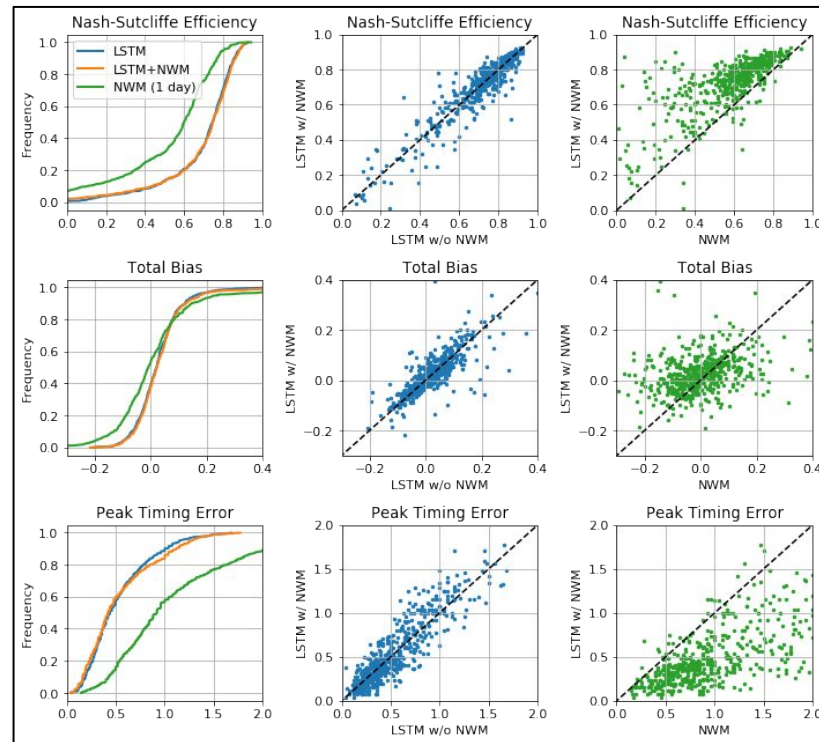 Nash-Sutcliffe Efficiency
1.0
0.8
0.6
0.4
0.2
0.0
Frequency
LSTM
LSTM+NWM
NWM (1 day)
0.0 0.2 0.4 0.6 0.8 1.0
Nash-Sutcliffe Efficiency
1.0
0.8
0.6
0.4
0.2
0.0
LSTM w/ NWM
0.0 0.2 0.4 0.6 0.8 1.0
LSTM w/o NWM
Nash-Sutcliffe Efficiency
1.0
0.8
0.6
0.4
0.2
0.0
LSTM w/ NWM
0.0 0.2 0.4 0.6 0.8 1.0
NWM
Total Bias
1.0
0.8
0.6
0.4
0.2
0.0
Frequency
−0.2 0.0 0.2 0.4
Total Bias
0.4
0.2
0.0
−0.2
LSTM w/ NWM
−0.2 0.0 0.2 0.4
LSTM w/o NWM
Total Bias
0.4
0.2
0.0
−0.2
LSTM w/ NWM
−0.2 0.0 0.2 0.4
NWM
Peak Timing Error
1.0
0.8
0.6
0.4
0.2
0.0
Frequency
0.0 0.5 1.0 1.5 2.0
Peak Timing Error
2.0
1.5
1.0
0.5
0.0
LSTM w/ NWM
0.0 0.5 1.0 1.5 2.0
LSTM w/o NWM
Peak Timing Error
2.0
1.5
1.0
0.5
0.0
LSTM w/ NWM
0.0 0.5 1.0 1.5 2.0
NWM